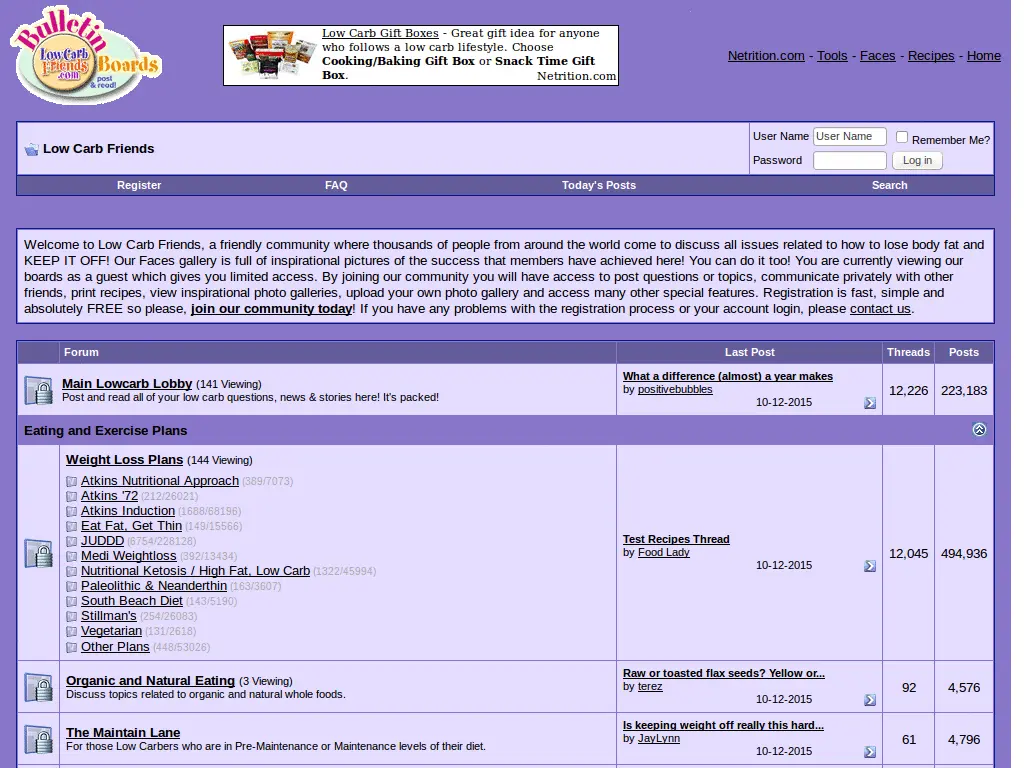 Bulletin
LowCarb
Friends
.com
Boards
post
& read!
Low Carb Gift Boxes - Great gift idea for anyone
who follows a low carb lifestyle. Choose
Cooking/Baking Gift Box or Snack Time Gift
Box.
Netrition.com
Netrition.com - Tools - Faces - Recipes - Home
Low Carb Friends
User Name User Name Remember Me?
Password Log in
Register FAQ Today's Posts Search
Welcome to Low Carb Friends, a friendly community where thousands of people from around the world come to discuss all issues related to how to lose body fat and
KEEP IT OFF! Our Faces gallery is full of inspirational pictures of the success that members have achieved here! You can do it too! You are currently viewing our
boards as a guest which gives you limited access. By joining our community you will have access to post questions or topics, communicate privately with other
friends, print recipes, view inspirational photo galleries, upload your own photo gallery and access many other special features. Registration is fast, simple and
absolutely FREE so please, join our community today! If you have any problems with the registration process or your account login, please contact us.
Forum Last Post Threads Posts
Main Lowcarb Lobby (141 Viewing)
Post and read all of your low carb questions, news & stories here! It's packed!
What a difference (almost) a year makes
by positivebubbles
10-12-2015
12,226 223,183
Eating and Exercise Plans
Weight Loss Plans (144 Viewing)
Atkins Nutritional Approach (389/7073)
Atkins '72 (212/26021)
Atkins Induction (1688/68196)
Eat Fat, Get Thin (149/15566)
JUDDD (6754/228128)
Medi Weightloss (392/13434)
Nutritional Ketosis / High Fat, Low Carb (1322/45994)
Paleolithic & Neanderthin (163/3607)
South Beach Diet (143/5190)
Stillman's (254/26083)
Vegetarian (131/2618)
Other Plans (448/53026)
Test Recipes Thread
by Food Lady
10-12-2015
12,045 494,936
Organic and Natural Eating (3 Viewing)
Discuss topics related to organic and natural whole foods.
Raw or toasted flax seeds? Yellow or...
by terez
10-12-2015
92 4,576
The Maintain Lane
For those Low Carbers who are in Pre-Maintenance or Maintenance levels of their diet.
Is keeping weight off really this hard...
by JayLynn
10-12-2015
61 4,796